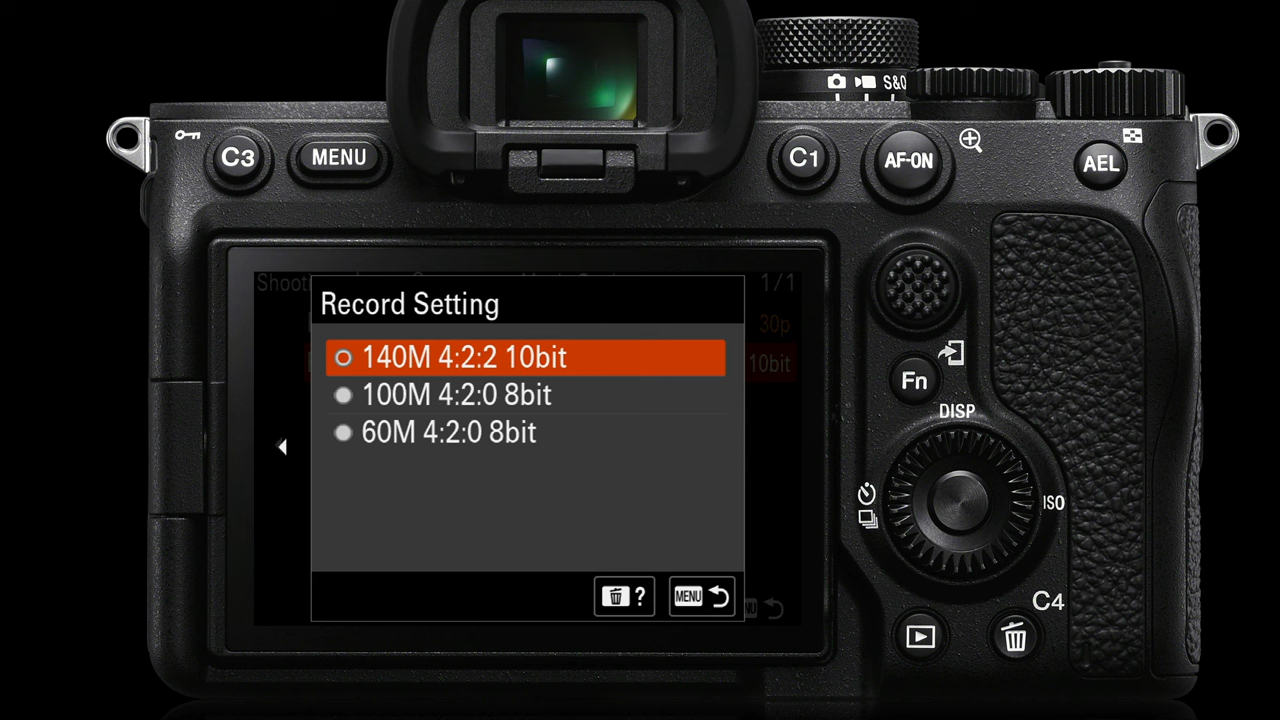 S&Q
C3
MENU
C1
AF-ON
AEL
Shooti
1/1
Record Setting
30p
140M 4:2:2 10bit
10bit
100M 4:2:0 8bit
60M 4:2:0 8bit
Fn
DISP
ISO
? MENU
C4